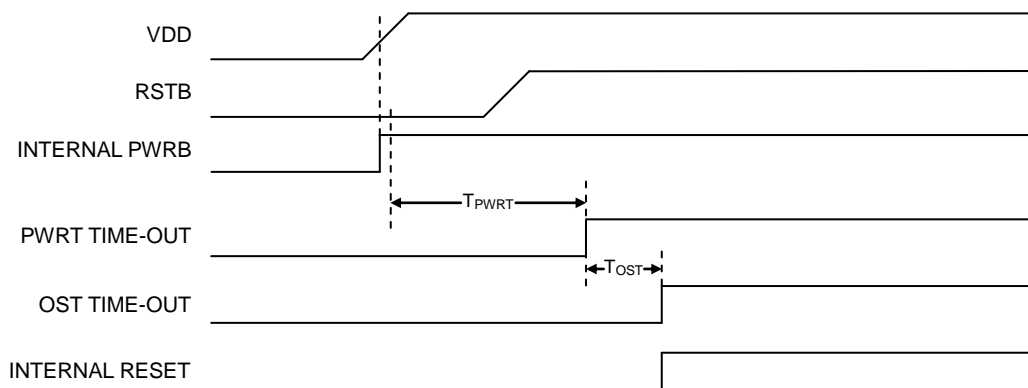 VDD
RSTB
INTERNAL PWRB
TPWRT
PWRT TIME-OUT
TOST
OST TIME-OUT
INTERNAL RESET